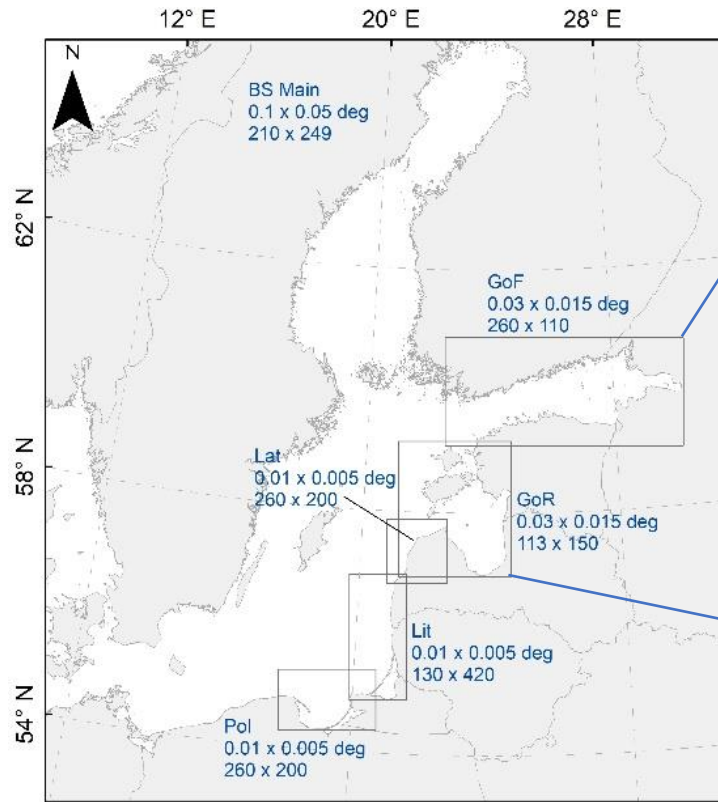 12° E
20° E
28° E
N
BS Main
0.1 x 0.05 deg
210 x 249
62° N
GoF
0.03 x 0.015 deg
260 x 110
58° N
Lat
0.01 x 0.005 deg
260 x 200
GoR
0.03 x 0.015 deg
113 x 150
Lit
0.01 x 0.005 deg
130 x 420
54° N
Pol
0.01 x 0.005 deg
260 x 200